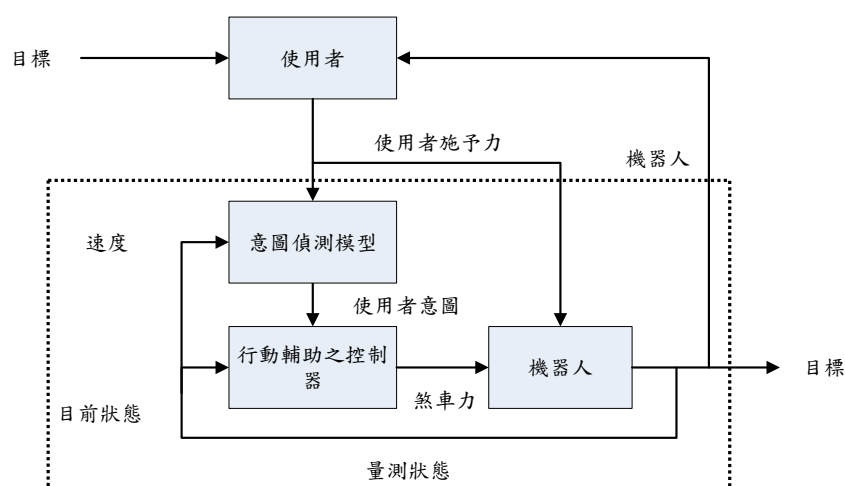 目標
使用者
使用者施予力
機器人
速度
意圖偵測模型
使用者意圖
行動輔助之控制
器
機器人
目標
煞車力
目前狀態
量測狀態